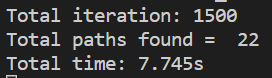 Total iteration: 1500
Total paths found =  22
Total time: 7.745s